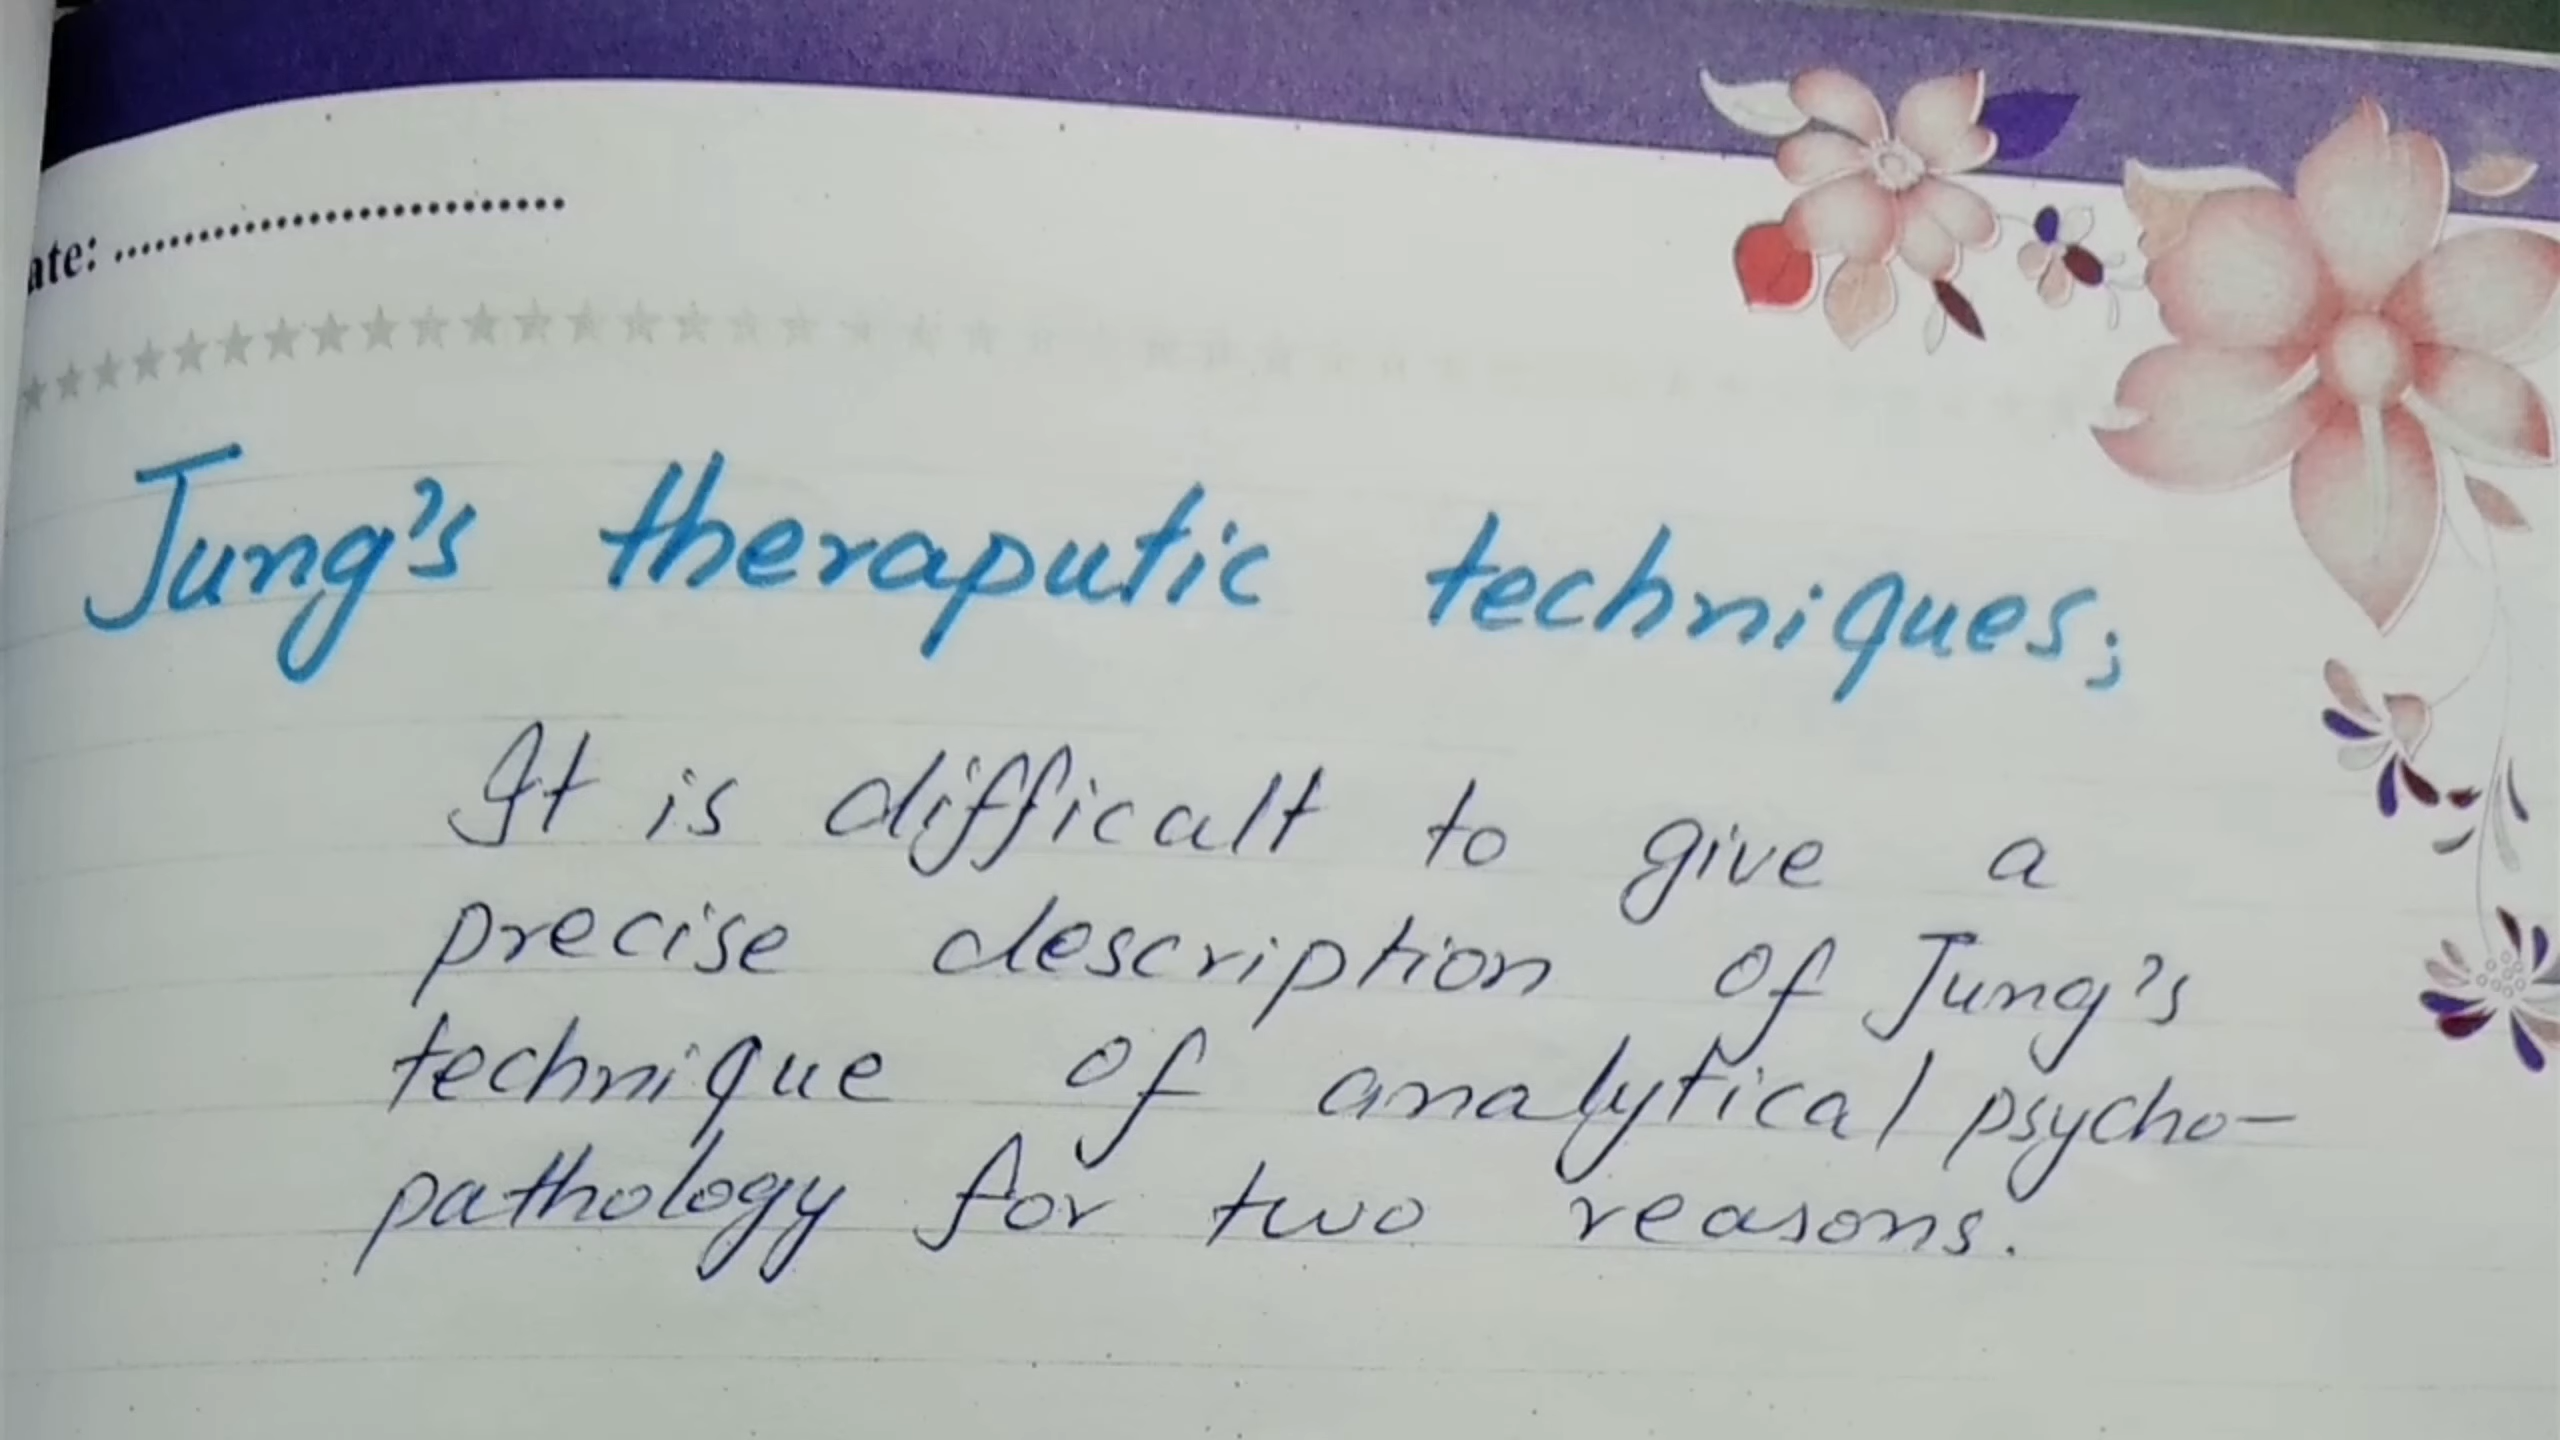 ate: ........................................
Jung's theraputic techniques;
It is difficalt to give a
precise description of Jung's
technique of analytical psycho-
pathology for two reasons.